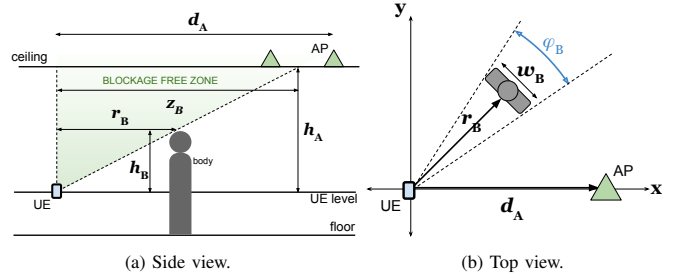 d_A
ceiling
AP
BLOCKAGE FREE ZONE
z_B
r_B
h_A
h_B
body
UE
UE level
floor
(a) Side view.
y
φ_B
w_B
r_B
AP
UE
x
d_A
(b) Top view.